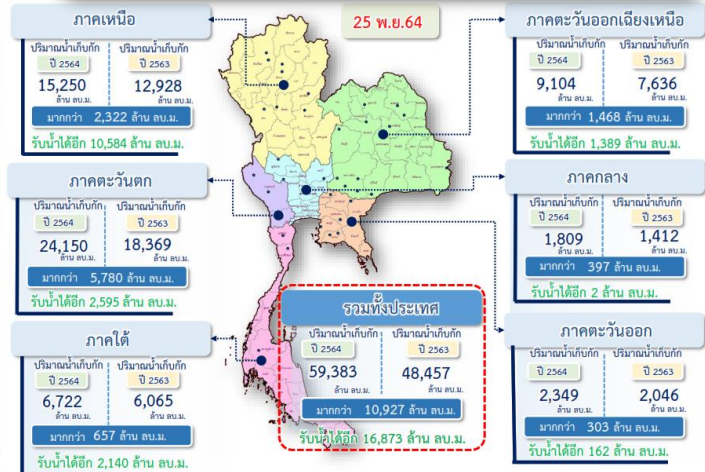 25 พ.ย.64
ภาคเหนือ
ปริมาณน้ำเก็บกัก ปริมาณน้ำเก็บกัก
ปี 2564 ปี 2563
15,250 12,928
ล้าน ลบ.ม. ล้าน ลบ.ม.
มากกว่า 2,322 ล้าน ลบ.ม.
รับน้ำได้อีก 10,584 ล้าน ลบ.ม.
ภาคตะวันออกเฉียงเหนือ
ปริมาณน้ำเก็บกัก ปริมาณน้ำเก็บกัก
ปี 2564 ปี 2563
9,104 7,636
ล้าน ลบ.ม. ล้าน ลบ.ม.
มากกว่า 1,468 ล้าน ลบ.ม.
รับน้ำได้อีก 1,389 ล้าน ลบ.ม.
ภาคตะวันตก
ปริมาณน้ำเก็บกัก ปริมาณน้ำเก็บกัก
ปี 2564 ปี 2563
24,150 18,369
ล้าน ลบ.ม. ล้าน ลบ.ม.
มากกว่า 5,780 ล้าน ลบ.ม.
รับน้ำได้อีก 2,595 ล้าน ลบ.ม.
ภาคกลาง
ปริมาณน้ำเก็บกัก ปริมาณน้ำเก็บกัก
ปี 2564 ปี 2563
1,809 1,412
ล้าน ลบ.ม. ล้าน ลบ.ม.
มากกว่า 397 ล้าน ลบ.ม.
รับน้ำได้อีก 2 ล้าน ลบ.ม.
ภาคใต้
ปริมาณน้ำเก็บกัก ปริมาณน้ำเก็บกัก
ปี 2564 ปี 2563
6,722 6,065
ล้าน ลบ.ม. ล้าน ลบ.ม.
มากกว่า 657 ล้าน ลบ.ม.
รับน้ำได้อีก 2,140 ล้าน ลบ.ม.
รวมทั้งประเทศ
ปริมาณน้ำเก็บกัก ปริมาณน้ำเก็บกัก
ปี 2564 ปี 2563
59,383 48,457
ล้าน ลบ.ม. ล้าน ลบ.ม.
มากกว่า 10,927 ล้าน ลบ.ม.
รับน้ำได้อีก 16,873 ล้าน ลบ.ม.
ภาคตะวันออก
ปริมาณน้ำเก็บกัก ปริมาณน้ำเก็บกัก
ปี 2564 ปี 2563
2,349 2,046
ล้าน ลบ.ม. ล้าน ลบ.ม.
มากกว่า 303 ล้าน ลบ.ม.
รับน้ำได้อีก 162 ล้าน ลบ.ม.